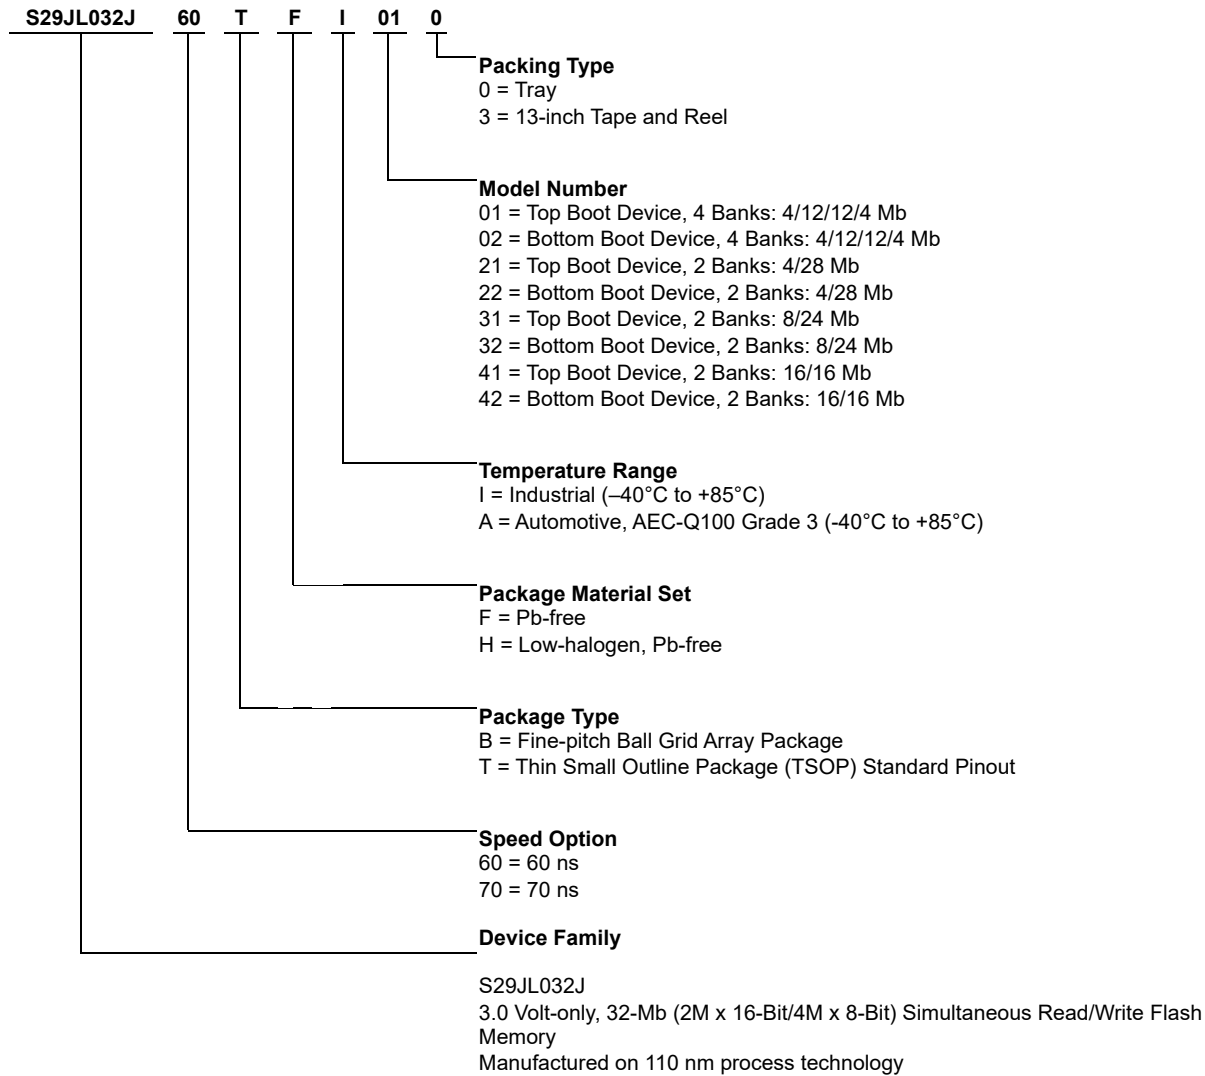 S29JL032J 60 T F I 01 0
Packing Type
0 = Tray
3 = 13-inch Tape and Reel
Model Number
01 = Top Boot Device, 4 Banks: 4/12/12/4 Mb
02 = Bottom Boot Device, 4 Banks: 4/12/12/4 Mb
21 = Top Boot Device, 2 Banks: 4/28 Mb
22 = Bottom Boot Device, 2 Banks: 4/28 Mb
31 = Top Boot Device, 2 Banks: 8/24 Mb
32 = Bottom Boot Device, 2 Banks: 8/24 Mb
41 = Top Boot Device, 2 Banks: 16/16 Mb
42 = Bottom Boot Device, 2 Banks: 16/16 Mb
Temperature Range
I = Industrial (–40°C to +85°C)
A = Automotive, AEC-Q100 Grade 3 (-40°C to +85°C)
Package Material Set
F = Pb-free
H = Low-halogen, Pb-free
Package Type
B = Fine-pitch Ball Grid Array Package
T = Thin Small Outline Package (TSOP) Standard Pinout
Speed Option
60 = 60 ns
70 = 70 ns
Device Family
S29JL032J
3.0 Volt-only, 32-Mb (2M x 16-Bit/4M x 8-Bit) Simultaneous Read/Write Flash
Memory
Manufactured on 110 nm process technology